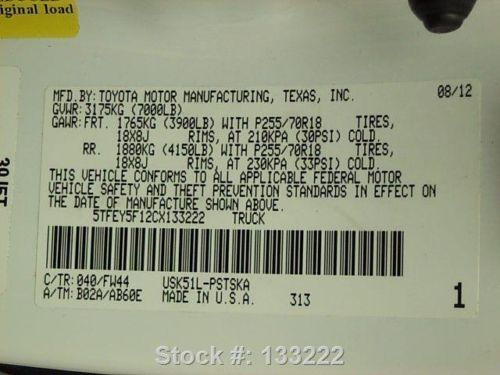 iginal load
MFD.BY:TOYOTA MOTOR MANUFACTURING, TEXAS, INC. 08/12
GVWR:3175KG (7000LB)
GAWR:FRT. 1765KG (3900LB) WITH P255/70R18 TIRES,
18X8J RIMS, AT 210KPA (30PSI) COLD.
RR. 1880KG (4150LB) WITH P255/70R18 TIRES,
18X8J RIMS, AT 230KPA (33PSI) COLD.
THIS VEHICLE CONFORMS TO ALL APPLICABLE FEDERAL MOTOR
VEHICLE SAFETY AND THEFT PREVENTION STANDARDS IN EFFECT ON
THE DATE OF MANUFACTURE SHOWN ABOVE.
5TFEY5F12CX133222 TRUCK
C/TR:040/FW44 USK51L-PSTSKA
A/TM:B02A/AB60E MADE IN U.S.A. 313 1
Stock #: 133222